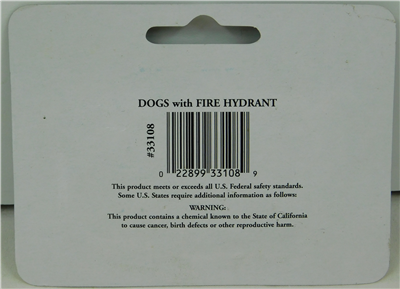 DOGS with FIRE HYDRANT
#33108
0 22899 33108 9
This product meets or exceeds all U.S. Federal safety standards.
Some U.S. States require additional information as follows:
WARNING:
This product contains a chemical known to the State of California
to cause cancer, birth defects or other reproductive harm.